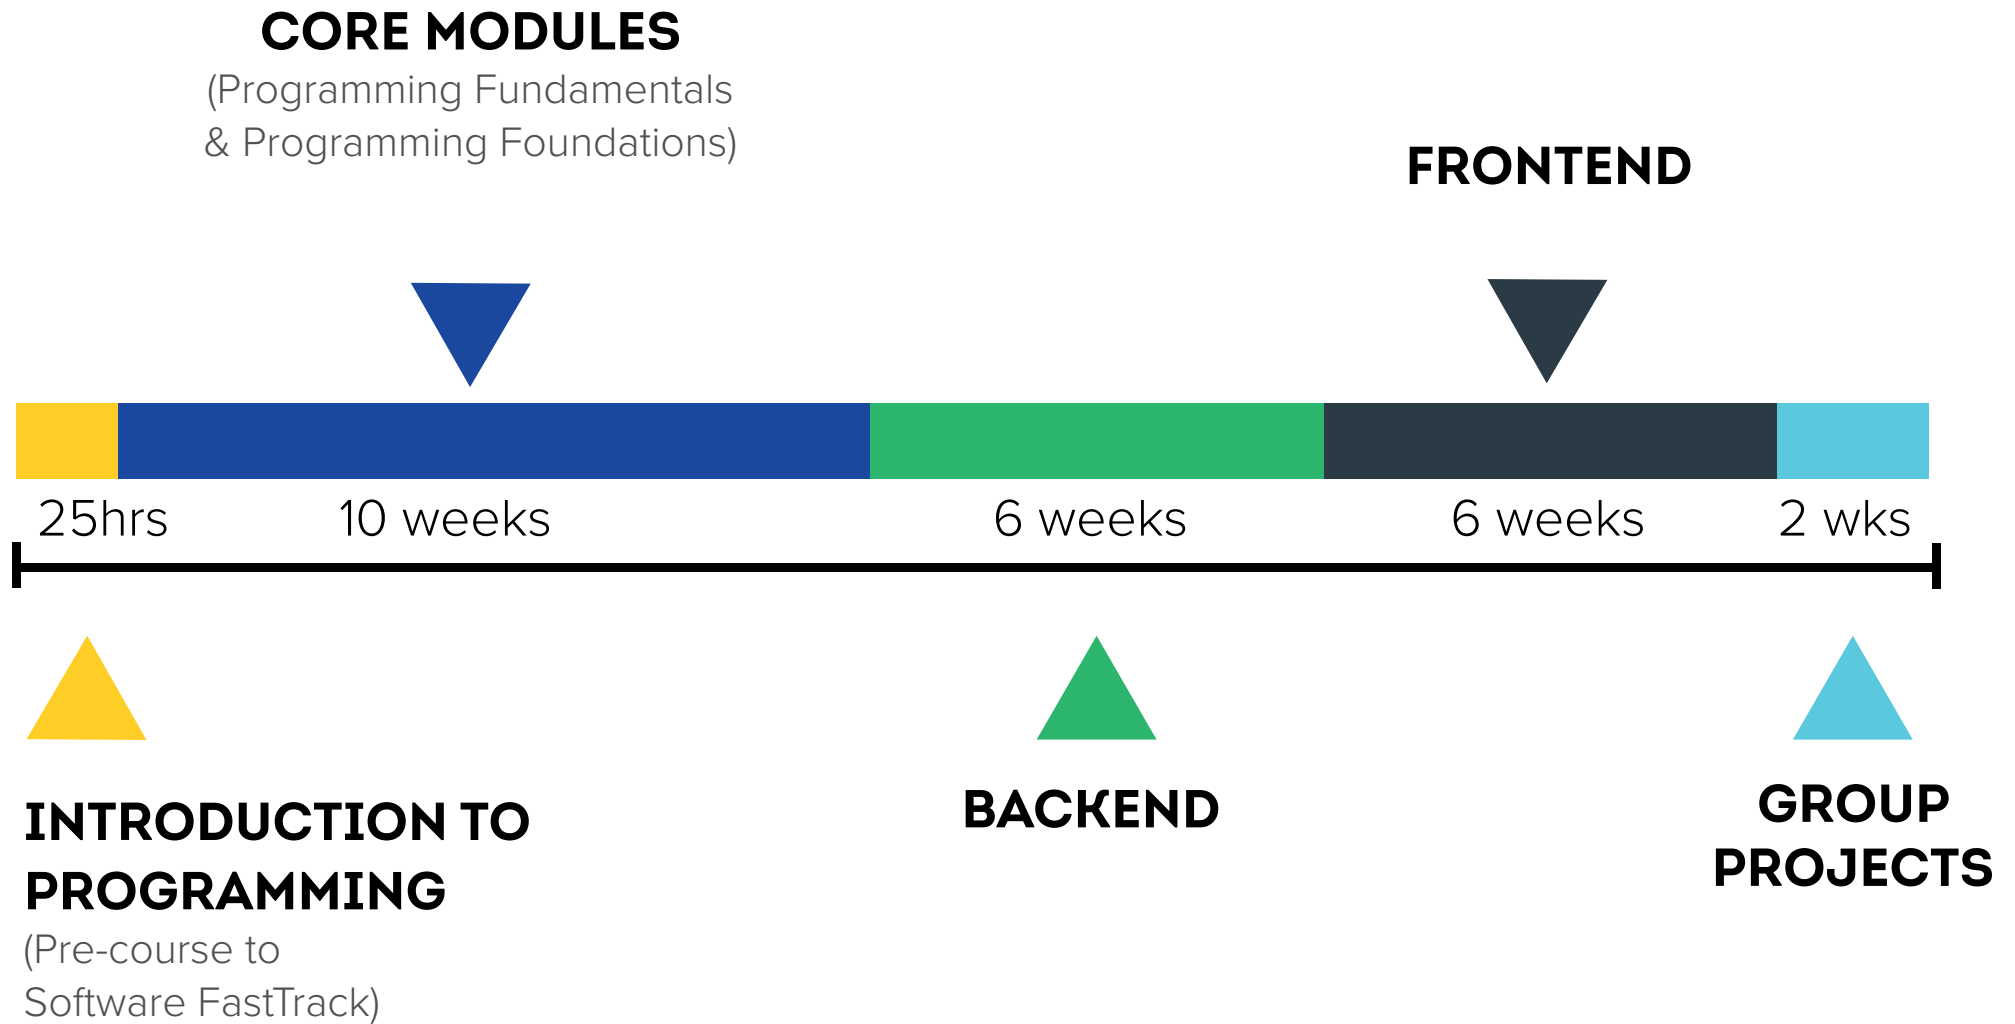 CORE MODULES
(Programming Fundamentals
& Programming Foundations)
FRONTEND
25hrs
10 weeks
6 weeks
6 weeks
2 wks
INTRODUCTION TO
PROGRAMMING
(Pre-course to
Software FastTrack)
BACKEND
GROUP
PROJECTS